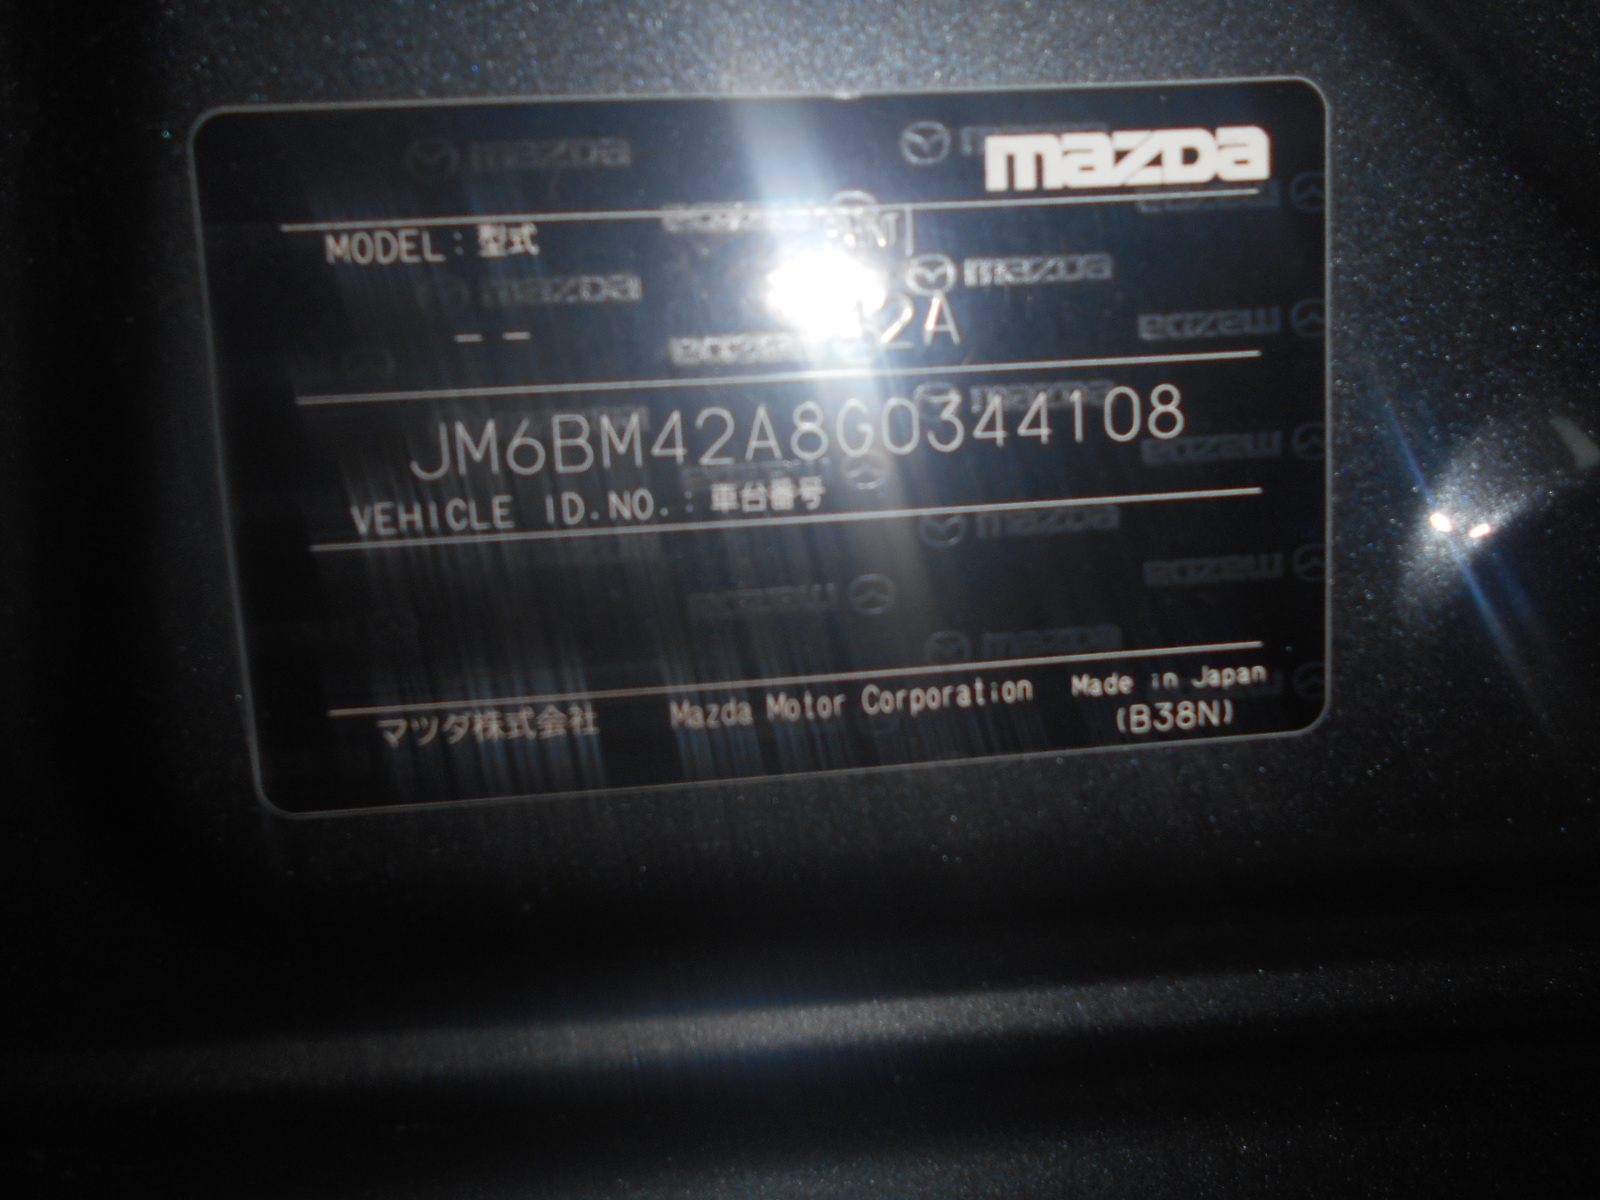 mazda
MODEL : 型式
- - 42A
JM6BM42A8G0344108
VEHICLE ID.NO. : 車台番号
マツダ株式会社 Mazda Motor Corporation Made in Japan
(B38N)